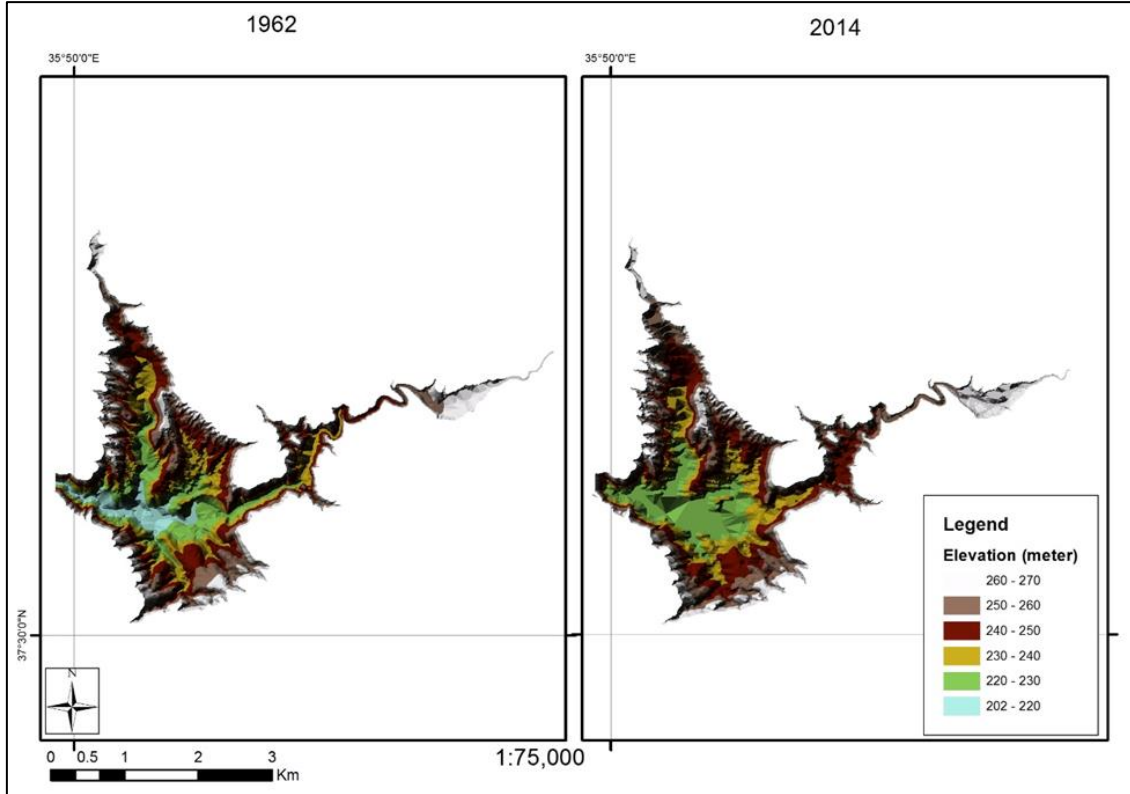 1962
2014
35°50'0"E
35°50'0"E
37°30'0"N
Legend
Elevation (meter)
260 - 270
250 - 260
240 - 250
230 - 240
220 - 230
202 - 220
N
0 0.5 1 2 3
Km
1:75,000